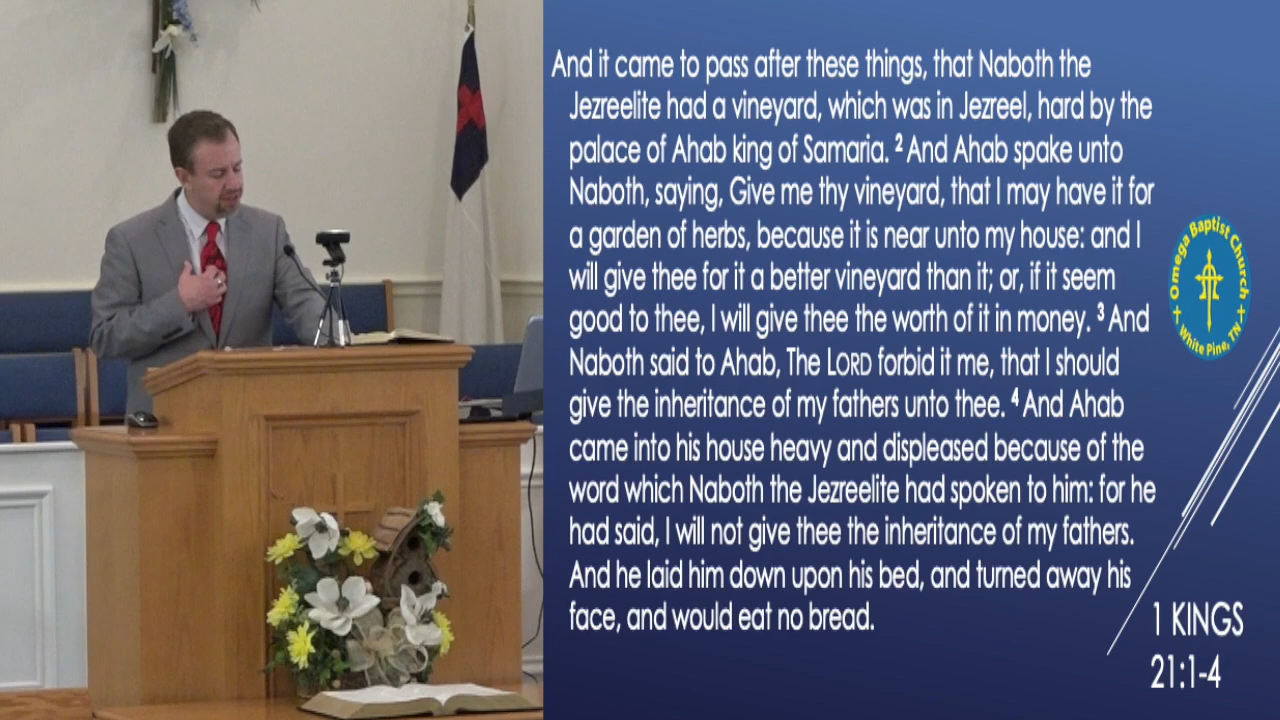 And it came to pass after these things, that Naboth the
Jezreelite had a vineyard, which was in Jezreel, hard by the
palace of Ahab king of Samaria. ² And Ahab spake unto
Naboth, saying, Give me thy vineyard, that I may have it for
a garden of herbs, because it is near unto my house: and I
will give thee for it a better vineyard than it; or, if it seem
good to thee, I will give thee the worth of it in money. ³ And
Naboth said to Ahab, The LORD forbid it me, that I should
give the inheritance of my fathers unto thee. ⁴ And Ahab
came into his house heavy and displeased because of the
word which Naboth the Jezreelite had spoken to him: for he
had said, I will not give thee the inheritance of my fathers.
And he laid him down upon his bed, and turned away his
face, and would eat no bread.
Omega Baptist Church
White Pine, TN
1 KINGS
21:1-4